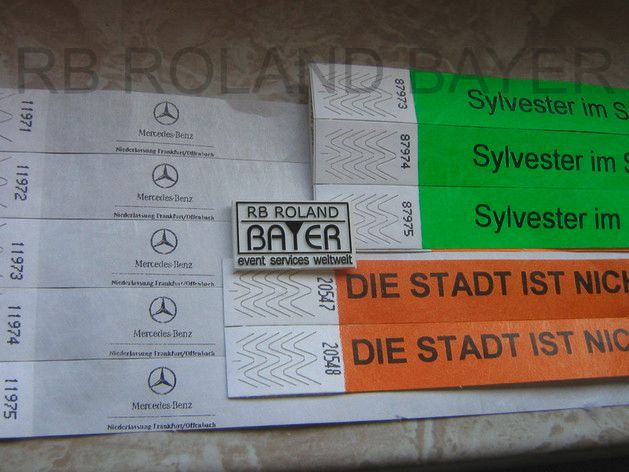 RB ROLAND BAYER
11971
Mercedes-Benz
Niederlassung Frankfurt/Offenbach
11972
Mercedes-Benz
Niederlassung Frankfurt/Offenbach
11973
Mercedes-Benz
Niederlassung Frankfurt/Offenbach
11974
Mercedes-Benz
Niederlassung Frankfurt/Offenbach
11975
Mercedes-Benz
Niederlassung Frankfurt/Offenbach
87973
Sylvester im S
87974
Sylvester im S
87975
Sylvester im
RB ROLAND
BAYER
event services weltweit
20547
DIE STADT IST NICH
20548
DIE STADT IST NIC